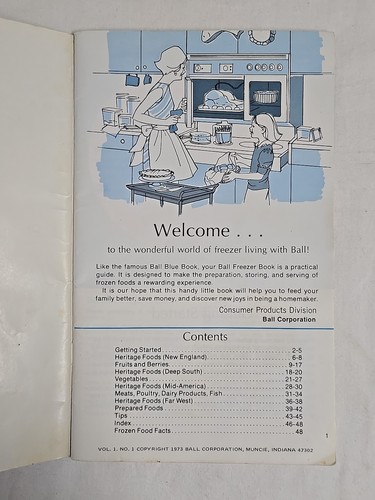 Welcome . . .
to the wonderful world of freezer living with Ball!
Like the famous Ball Blue Book, your Ball Freezer Book is a practical
guide. It is designed to make the preparation, storing, and serving of
frozen foods a rewarding experience.
It is our hope that this handy little book will help you to feed your
family better, save money, and discover new joys in being a homemaker.
Consumer Products Division
Ball Corporation
Contents
Getting Started 2-5
Heritage Foods (New England) 6-8
Fruits and Berries 9-17
Heritage Foods (Deep South) 18-20
Vegetables 21-27
Heritage Foods (Mid-America) 28-30
Meats, Poultry, Dairy Products, Fish 31-34
Heritage Foods (Far West) 36-38
Prepared Foods 39-42
Tips 43-45
Index 46-48
Frozen Food Facts 48
1
VOL. 1, NO. 1 COPYRIGHT 1973 BALL CORPORATION, MUNCIE, INDIANA 47302